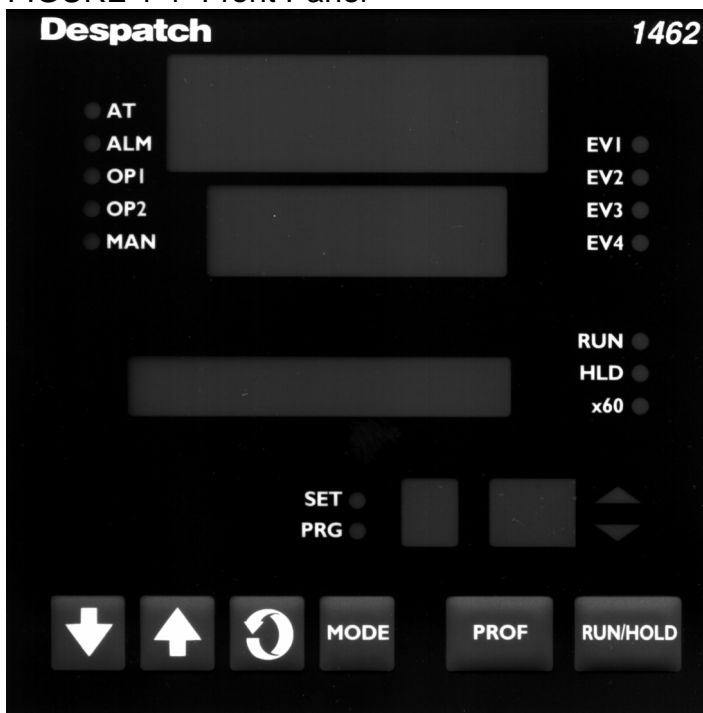 Despatch 1462
AT
ALM
OP1
OP2
MAN
EV1
EV2
EV3
EV4
RUN
HLD
x60
SET
PRG
MODE PROF RUN/HOLD